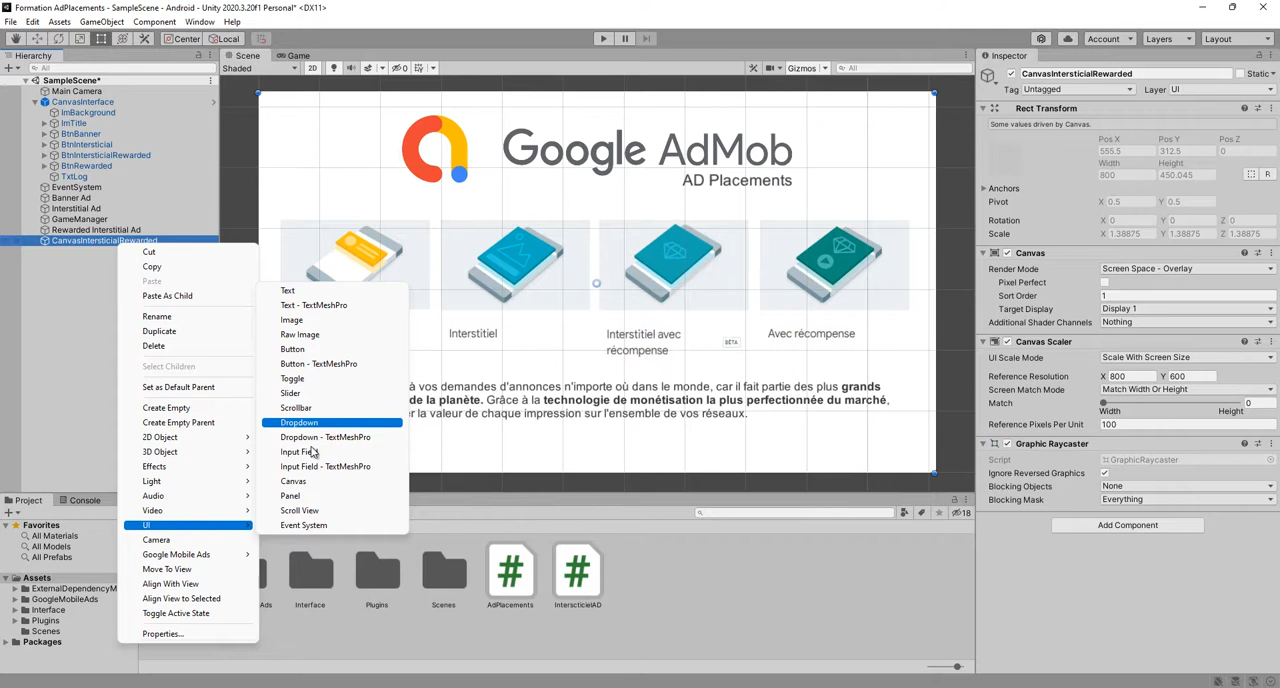 Formation AdPlacements - SampleScene - Android - Unity 2020.3.20f1 Personal* <DX11>
File Edit Assets GameObject Component Window Help
Center Local Account Layers Layout
Hierarchy
All
SampleScene*
Main Camera
CanvasInterface
ImBackground
ImTitle
BtnBanner
BtnIntersticial
BtnIntersticialRewarded
BtnRewarded
TxtLog
EventSystem
Banner Ad
Interstitial Ad
GameManager
Rewarded Interstitial Ad
CanvasIntersticialRewarded
Cut
Copy
Paste
Paste As Child
Rename
Duplicate
Delete
Select Children
Set as Default Parent
Create Empty
Create Empty Parent
2D Object
3D Object
Effects
Light
Audio
Video
UI
Camera
Google Mobile Ads
Move To View
Align With View
Align View to Selected
Toggle Active State
Properties...
Text
Text - TextMeshPro
Image
Raw Image
Button
Button - TextMeshPro
Toggle
Slider
Scrollbar
Dropdown
Dropdown - TextMeshPro
Input Field
Input Field - TextMeshPro
Canvas
Panel
Scroll View
Event System
Scene Game
Shaded 2D 0 Gizmos All
Google AdMob
AD Placements
Interstitiel
Interstitiel avec
récompense
BÊTA
Avec récompense
à vos demandes d'annonces n'importe où dans le monde, car il fait partie des plus grands
de la planète. Grâce à la technologie de monétisation la plus perfectionnée du marché,
er la valeur de chaque impression sur l'ensemble de vos réseaux.
Project Console
18
Favorites
All Materials
All Models
All Prefabs
Assets
ExternalDependencyM
GoogleMobileAds
Interface
Plugins
Scenes
Packages
Ads
Interface
Plugins
Scenes
AdPlacements
IntersticielAD
Inspector
CanvasIntersticialRewarded Static
Tag Untagged Layer UI
Rect Transform
Some values driven by Canvas.
Pos X Pos Y Pos Z
555.5 312.5 0
Width Height
800 450.045 R
Anchors
Pivot X 0.5 Y 0.5
Rotation X 0 Y 0 Z 0
Scale X 1.38875 Y 1.38875 Z 1.38875
Canvas
Render Mode Screen Space - Overlay
Pixel Perfect
Sort Order 1
Target Display Display 1
Additional Shader Channels Nothing
Canvas Scaler
UI Scale Mode Scale With Screen Size
Reference Resolution X 800 Y 600
Screen Match Mode Match Width Or Height
Match 0
Width Height
Reference Pixels Per Unit 100
Graphic Raycaster
Script GraphicRaycaster
Ignore Reversed Graphics
Blocking Objects None
Blocking Mask Everything
Add Component